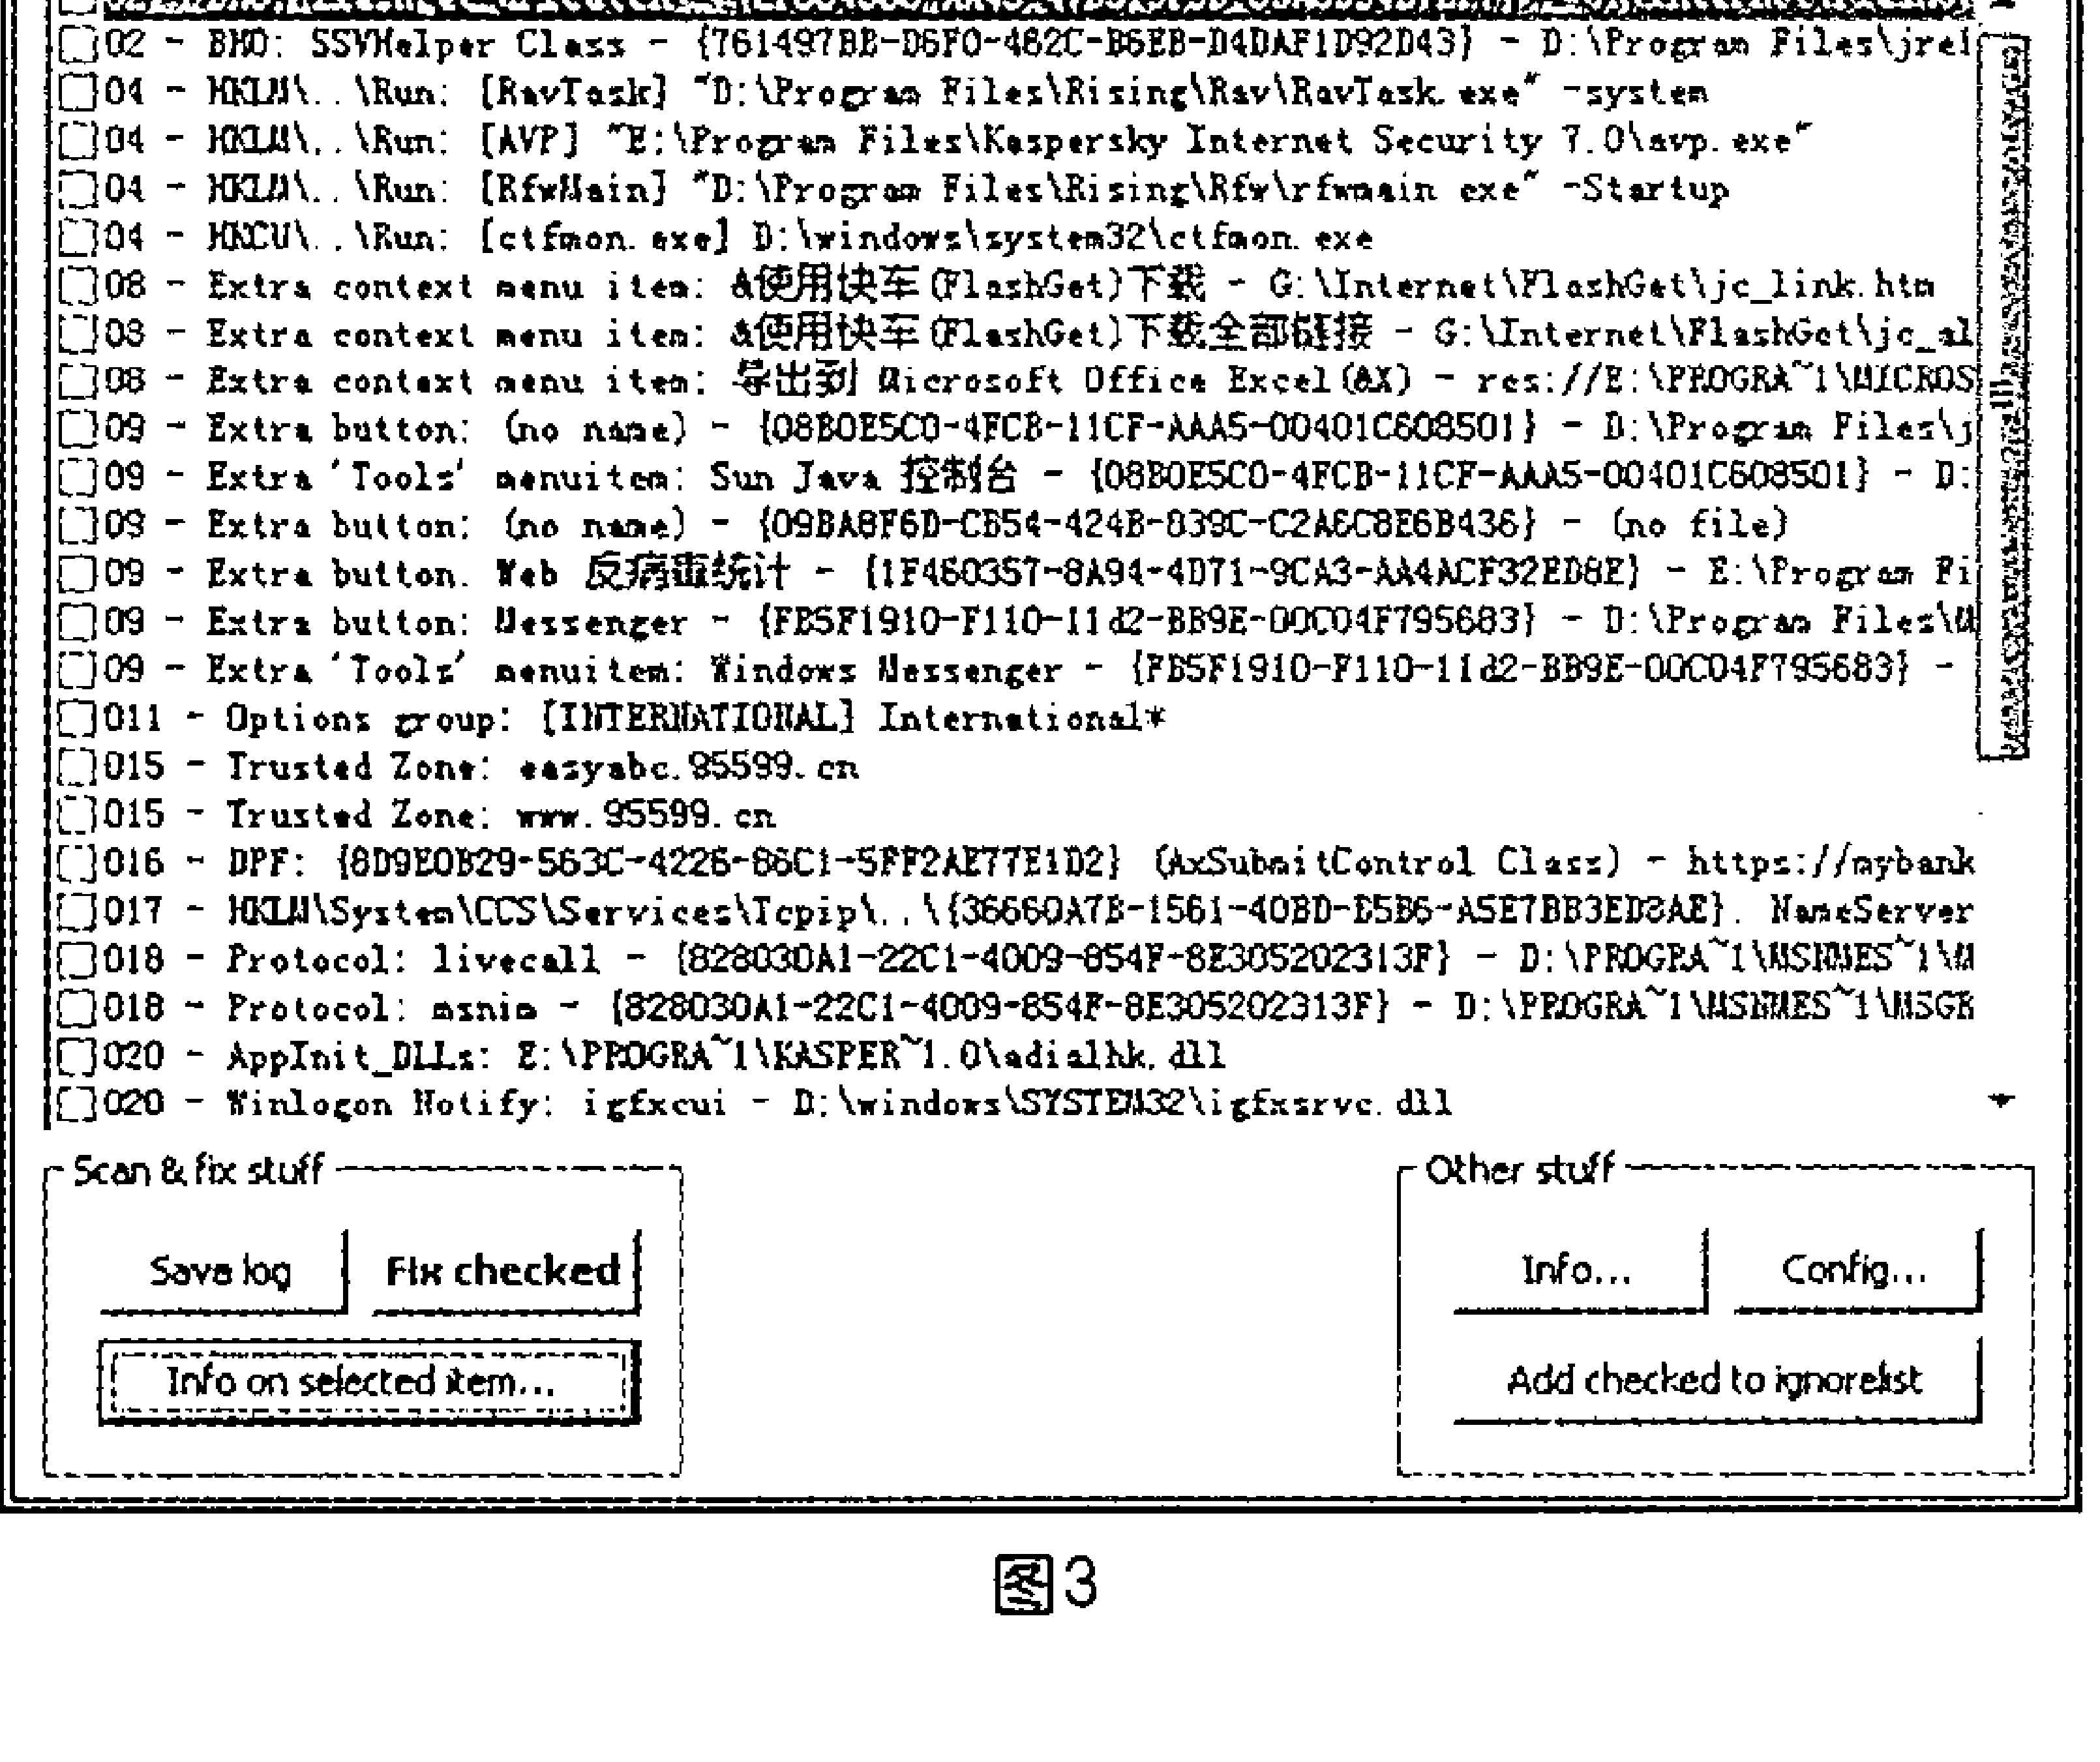 O2 - BHO: SSVHelper Class - {761497BB-D6F0-462C-B6EB-D4DAF1D92D43} - D:\Program Files\jre1
O4 - HKLM\..\Run: [RavTask] "D:\Program Files\Rising\Rav\RavTask.exe" -system
O4 - HKLM\..\Run: [AVP] "E:\Program Files\Kaspersky Internet Security 7.0\avp.exe"
O4 - HKLM\..\Run: [RfwMain] "D:\Program Files\Rising\Rfw\rfwmain.exe" -Startup
O4 - HKCU\..\Run: [ctfmon.exe] D:\windows\system32\ctfmon.exe
O8 - Extra context menu item: &使用快车(FlashGet)下载 - G:\Internet\FlashGet\jc_link.htm
O8 - Extra context menu item: &使用快车(FlashGet)下载全部链接 - G:\Internet\FlashGet\jc_al
O8 - Extra context menu item: 导出到 Microsoft Office Excel(&X) - res://E:\PROGRA~1\MICROS
O9 - Extra button: (no name) - {08B0E5C0-4FCB-11CF-AAA5-00401C608501} - D:\Program Files\j
O9 - Extra 'Tools' menuitem: Sun Java 控制台 - {08B0E5C0-4FCB-11CF-AAA5-00401C608501} - D:
O9 - Extra button: (no name) - {09BA8F6D-CB54-424B-839C-C2A6C8E6B436} - (no file)
O9 - Extra button: Web 反病毒统计 - {1F460357-8A94-4D71-9CA3-AA4ACF32ED8E} - E:\Program Fi
O9 - Extra button: Messenger - {FB5F1910-F110-11d2-BB9E-00C04F795683} - D:\Program Files\M
O9 - Extra 'Tools' menuitem: Windows Messenger - {FB5F1910-F110-11d2-BB9E-00C04F795683} -
O11 - Options group: [INTERNATIONAL] International*
O15 - Trusted Zone: easyabc.95599.cn
O15 - Trusted Zone: www.95599.cn
O16 - DPF: {8D9E0B29-563C-4226-86C1-5FF2AE77E1D2} (AxSubmitControl Class) - https://mybank
O17 - HKLM\System\CCS\Services\Tcpip\..\{36660A7B-1561-40BD-B5B6-A5E7BB3ED8AE}: NameServer
O18 - Protocol: livecall - {828030A1-22C1-4009-854F-8E305202313F} - D:\PROGRA~1\MSNMES~1\M
O18 - Protocol: msnim - {828030A1-22C1-4009-854F-8E305202313F} - D:\PROGRA~1\MSNMES~1\MSGR
O20 - AppInit_DLLs: E:\PROGRA~1\KASPER~1.0\adialhk.dll
O20 - Winlogon Notify: igfxcui - D:\windows\SYSTEM32\igfxsrvc.dll
Scan & fix stuff
Other stuff
Save log
Fix checked
Info...
Config...
Info on selected item...
Add checked to ignorelist
图3